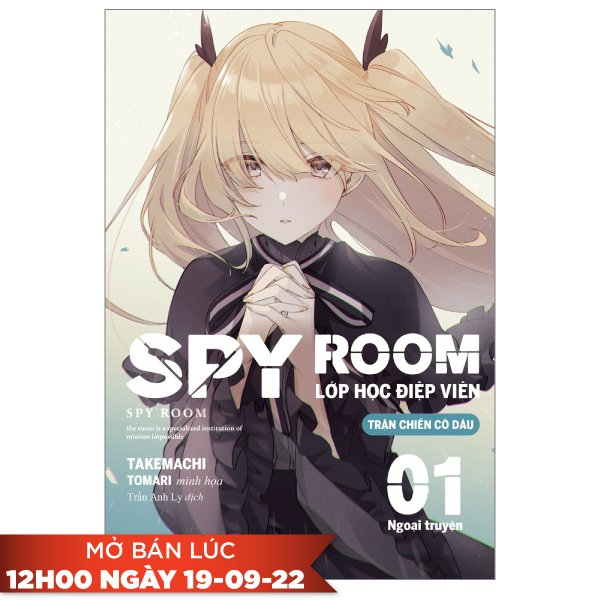 SPY ROOM
LỚP HỌC ĐIỆP VIÊN
TRẬN CHIẾN CÔ DÂU
SPY ROOM
the room is a specialized institution of
mission impossible
TAKEMACHI
TOMARI minh họa
Trần Anh Ly dịch
01
Ngoại truyện
MỞ BÁN LÚC
12H00 NGÀY 19-09-22